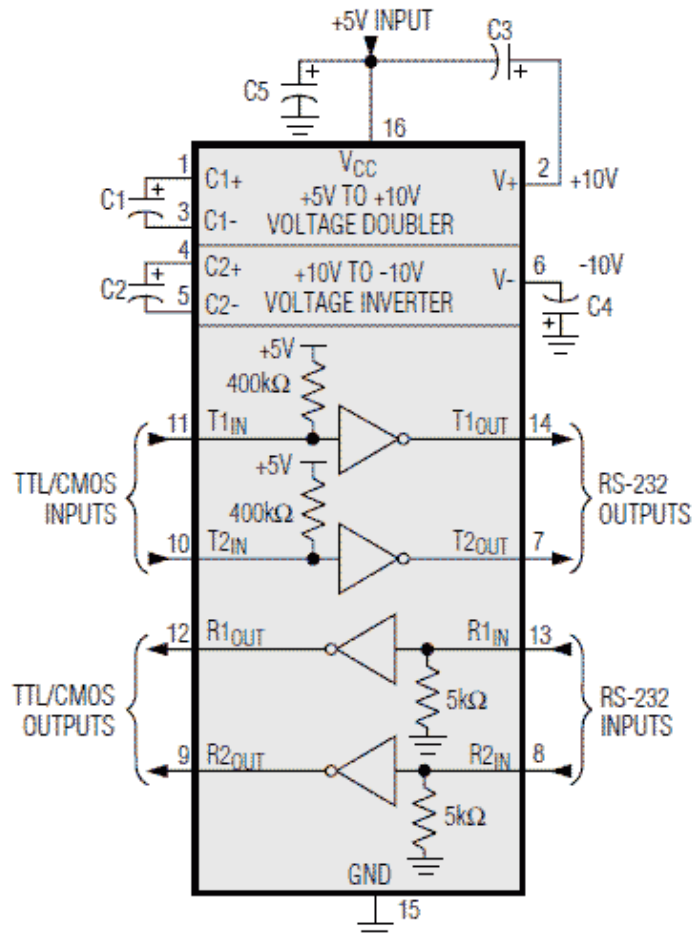 +5V INPUT
C3
+
C5
+
16
1
C1+
VCC
V+
2
+10V
C1
+
+5V TO +10V
3
C1-
VOLTAGE DOUBLER
4
C2+
+10V TO -10V
V-
6
-10V
C2
+
5
C2-
VOLTAGE INVERTER
+
C4
+5V
400kΩ
11
T1IN
T1OUT
14
TTL/CMOS
INPUTS
+5V
400kΩ
RS-232
OUTPUTS
10
T2IN
T2OUT
7
12
R1OUT
R1IN
13
TTL/CMOS
OUTPUTS
5kΩ
RS-232
INPUTS
9
R2OUT
R2IN
8
5kΩ
GND
15